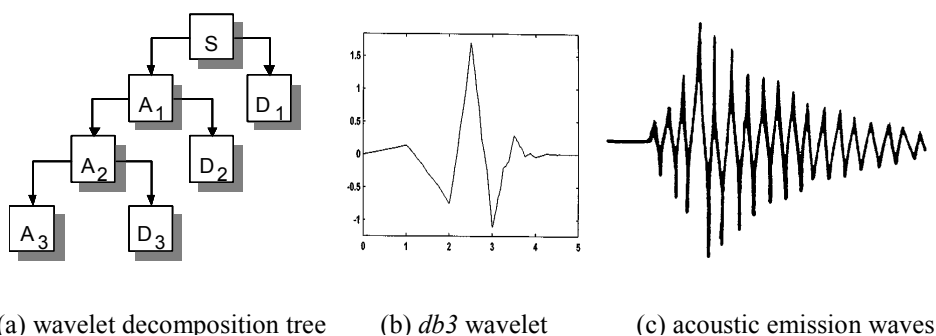 S
A1
D1
A2
D2
A3
D3
1.5
1
0.5
0
-0.5
-1
0 1 2 3 4 5
(a) wavelet decomposition tree (b) db3 wavelet (c) acoustic emission waves